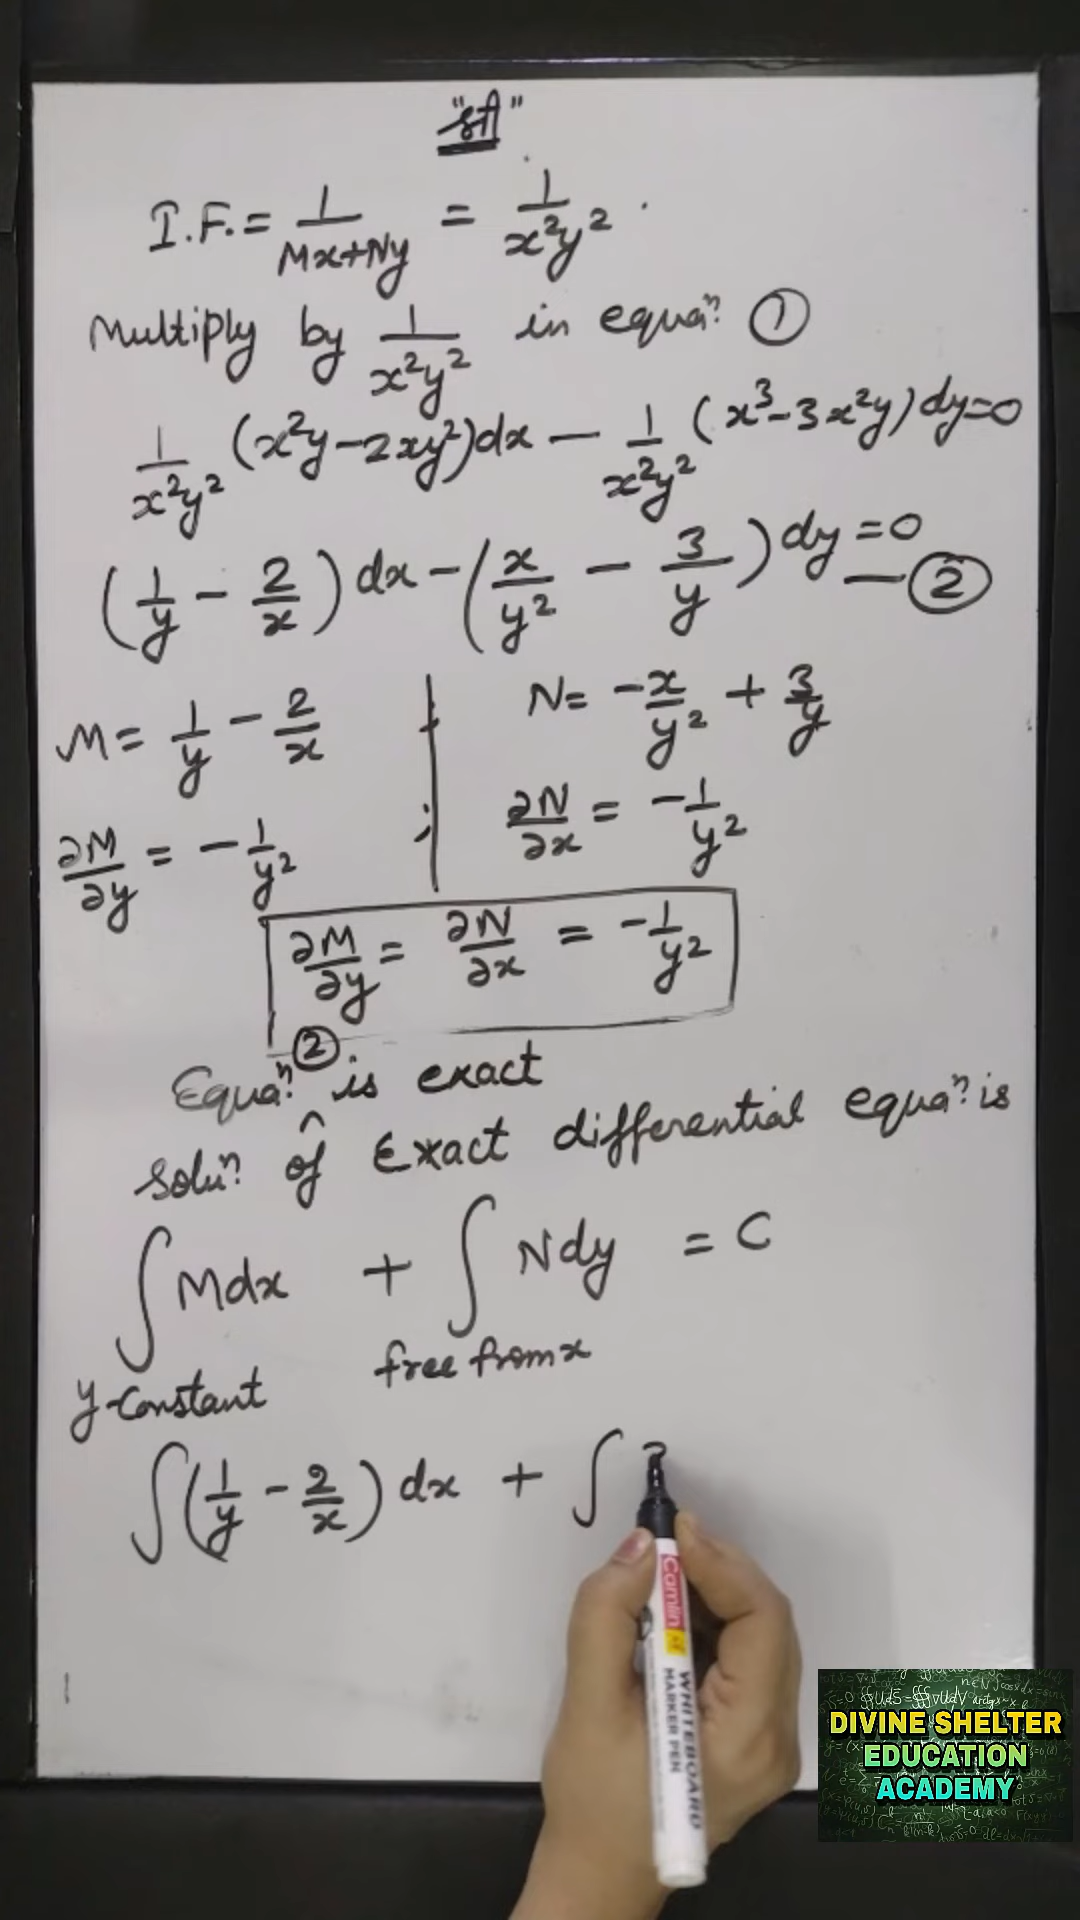 I.F. = 1/(Mx+Ny) = 1/(x²y²) .
Multiply by 1/(x²y²) in equaⁿ. ①
1/(x²y²) (x²y-2xy²)dx - 1/(x²y²) (x³-3x²y)dy=0
(1/y - 2/x) dx - (x/y² - 3/y) dy = 0 — ②
M = 1/y - 2/x
N = -x/y² + 3/y
∂M/∂y = -1/y²
∂N/∂x = -1/y²
∂M/∂y = ∂N/∂x = -1/y²
Equaⁿ. ② is exact
Soluⁿ. of Exact differential equaⁿ. is
∫Mdx + ∫Ndy = C
y-constant free from x
∫(1/y - 2/x) dx + ∫ 3
Camlin
WHITEBOARD
MARKER PEN
DIVINE SHELTER
EDUCATION
ACADEMY